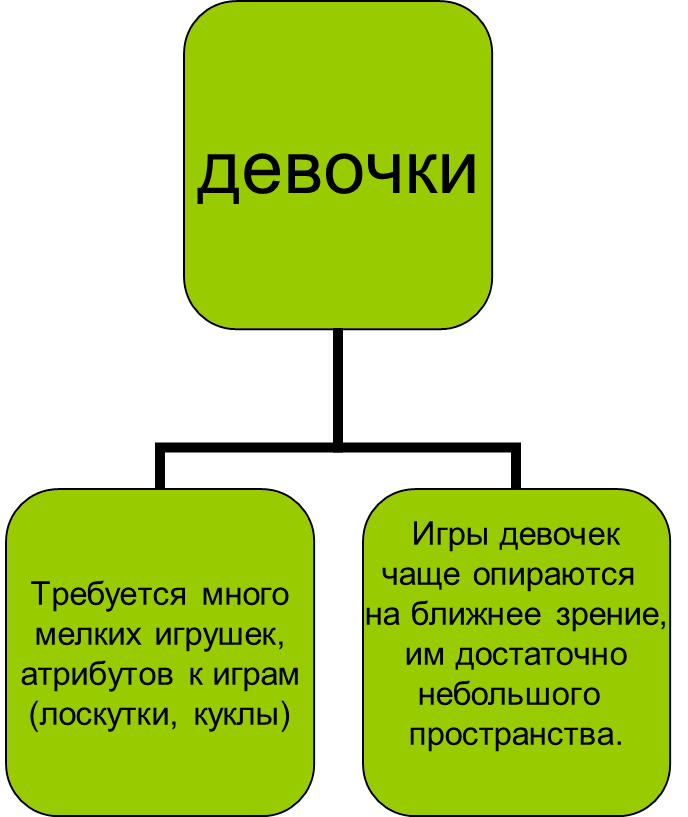 девочки
Требуется много
мелких игрушек,
атрибутов к играм
(лоскутки, куклы)
Игры девочек
чаще опираются
на ближнее зрение,
им достаточно
небольшого
пространства.